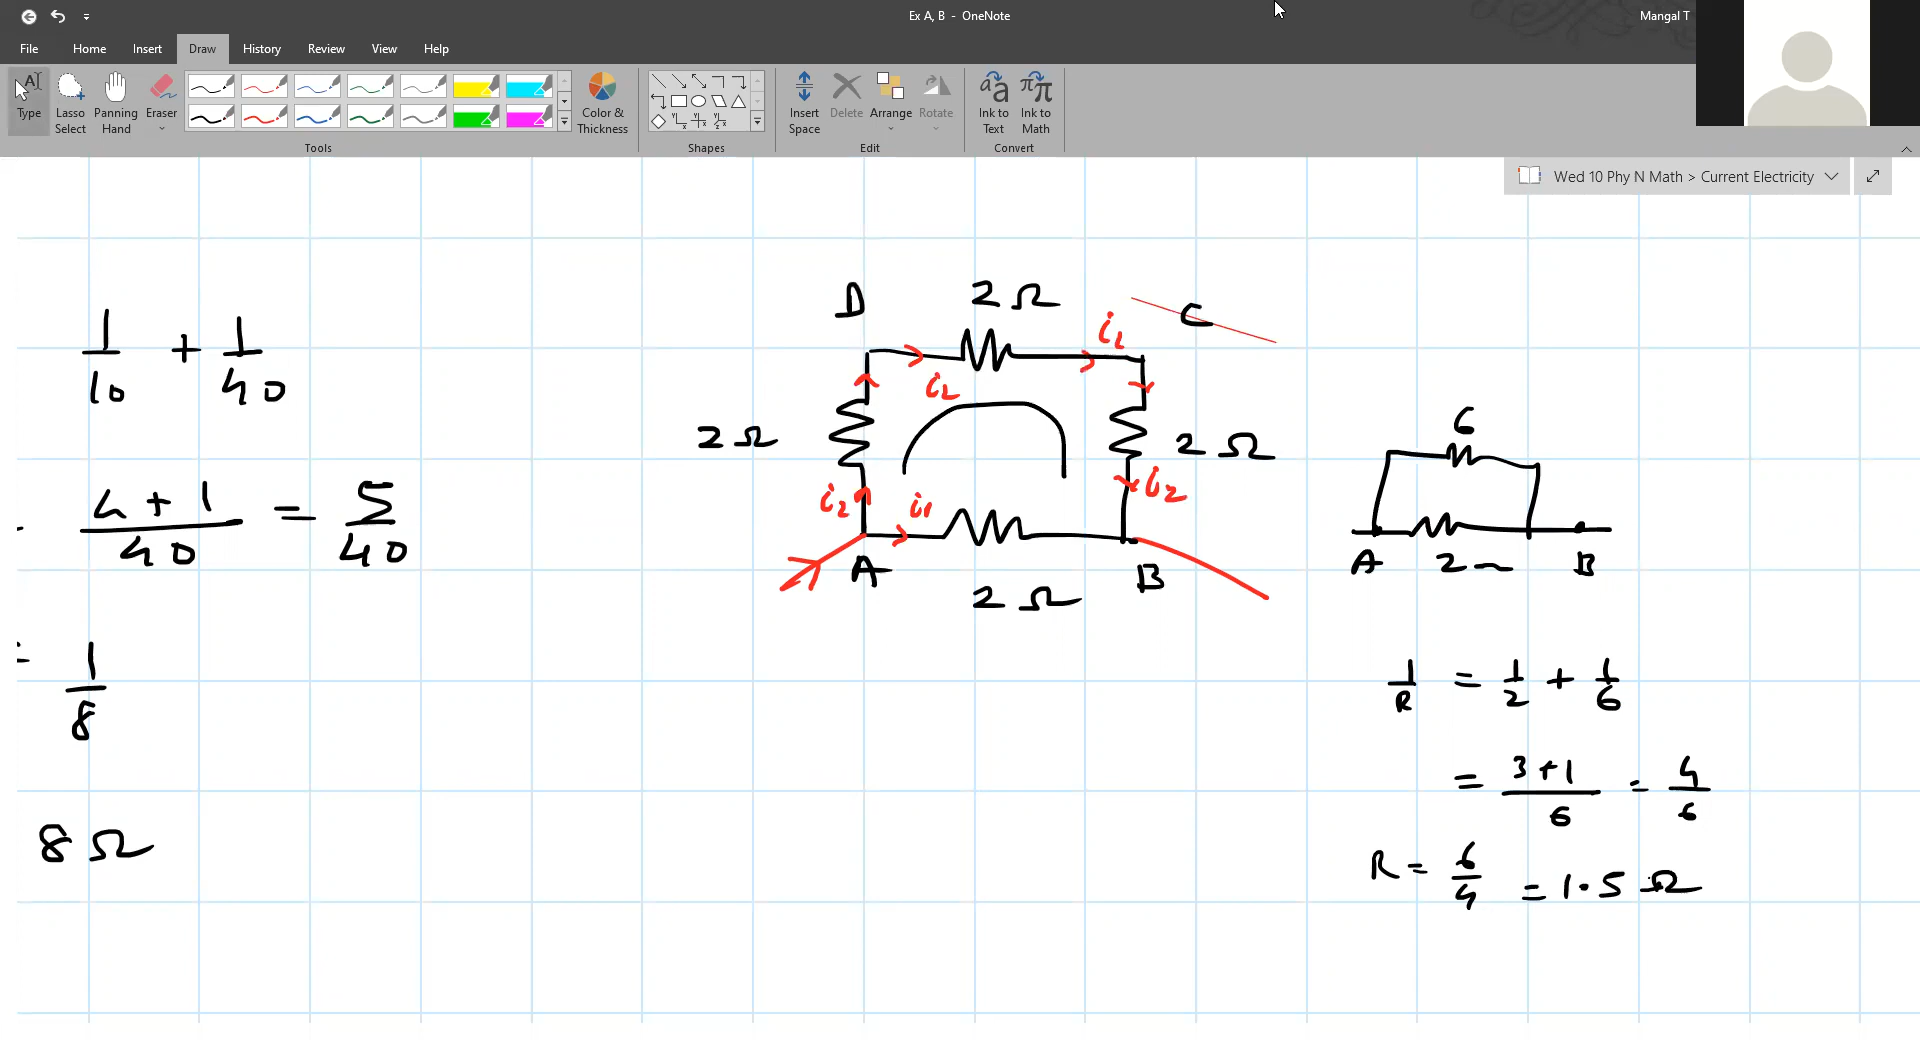 Ex A, B - OneNote
Mangal T
File Home Insert Draw History Review View Help
Type
Lasso Select
Panning Hand
Eraser
Color & Thickness
Insert Space
Delete
Arrange
Rotate
Ink to Text
Ink to Math
Tools
Shapes
Edit
Convert
Wed 10 Phy N Math > Current Electricity
1/10 + 1/40
4+1/40 = 5/40
= 1/8
8 Ω
D
2 Ω
C
i2
i2
2 Ω
2 Ω
i2
i1
i2
A
B
2 Ω
6
A
2
B
1/R = 1/2 + 1/6
= 3+1/6 = 4/6
R = 6/4 = 1.5 Ω